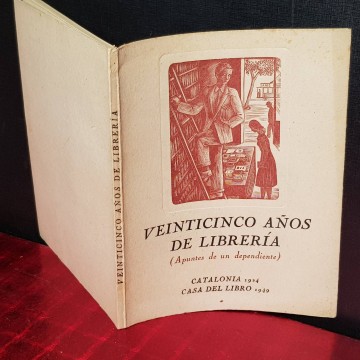 VEINTICINCO AÑOS DE LIBRERÍA
VEINTICINCO AÑOS
DE LIBRERÍA
(Apuntes de un dependiente)
CATALONIA 1924
CASA DEL LIBRO 1949